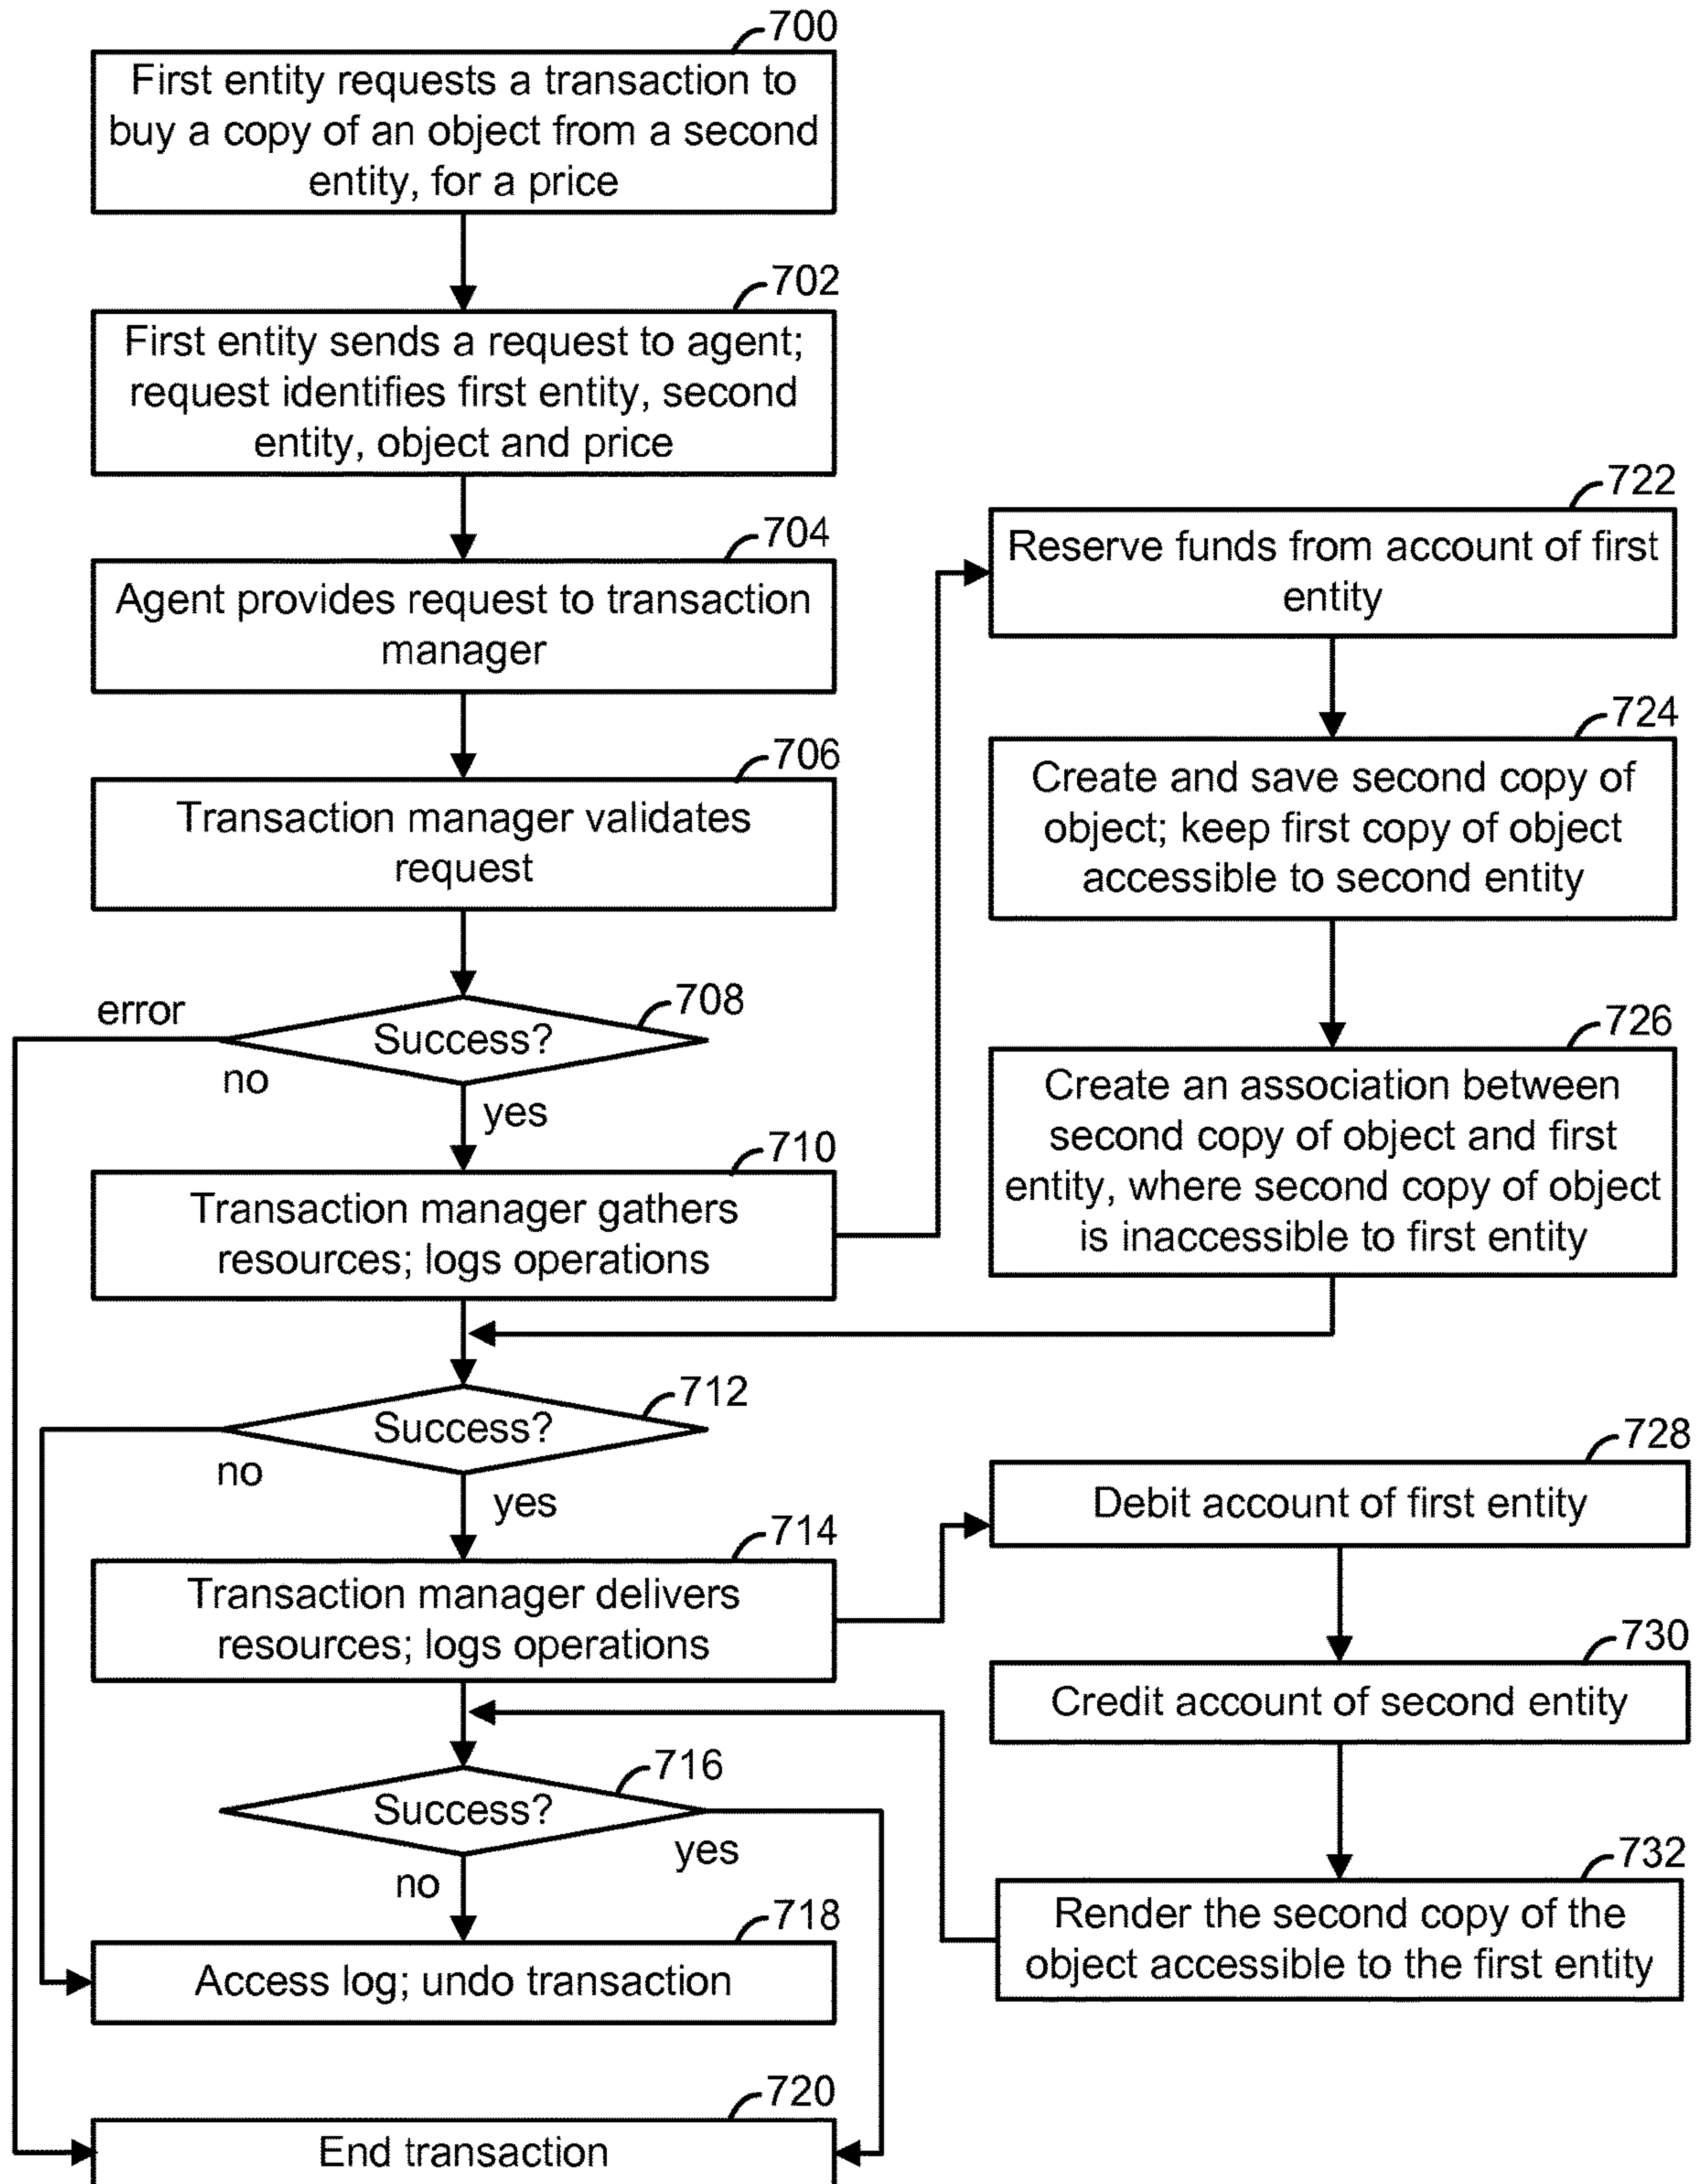 700
First entity requests a transaction to
buy a copy of an object from a second
entity, for a price
702
First entity sends a request to agent;
request identifies first entity, second
entity, object and price
704
Agent provides request to transaction
manager
706
Transaction manager validates
request
708
Success?
error
no
yes
710
Transaction manager gathers
resources; logs operations
722
Reserve funds from account of first
entity
724
Create and save second copy of
object; keep first copy of object
accessible to second entity
726
Create an association between
second copy of object and first
entity, where second copy of object
is inaccessible to first entity
712
Success?
no
yes
714
Transaction manager delivers
resources; logs operations
728
Debit account of first entity
730
Credit account of second entity
732
Render the second copy of the
object accessible to the first entity
716
Success?
yes
no
718
Access log; undo transaction
720
End transaction